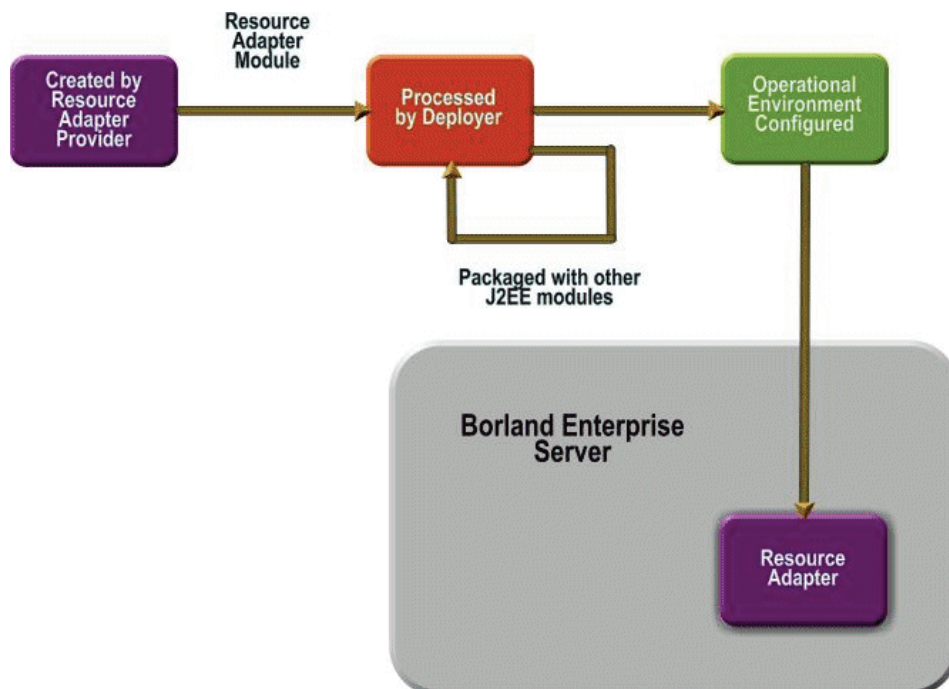 Resource
Adapter
Module
Created by
Resource
Adapter
Provider
Processed
by Deployer
Operational
Environment
Configured
Packaged with other
J2EE modules
Borland Enterprise
Server
Resource
Adapter